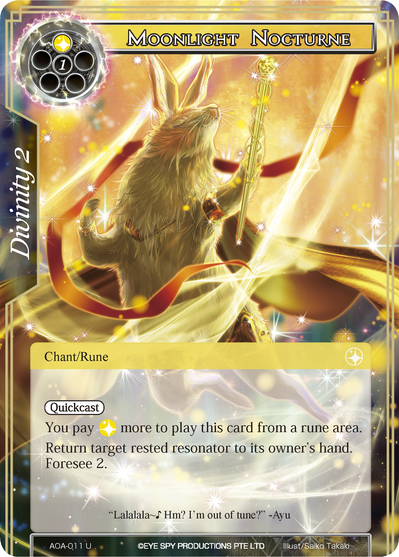 Moonlight Nocturne
1
Divinity 2
Chant/Rune
Quickcast
You pay more to play this card from a rune area.
Return target rested resonator to its owner's hand.
Foresee 2.
"Lalalala~♪ Hm? I'm out of tune?" -Ayu
AOA-011 U
©EYE SPY PRODUCTIONS PTE LTD
Illust/Saiko Takaki